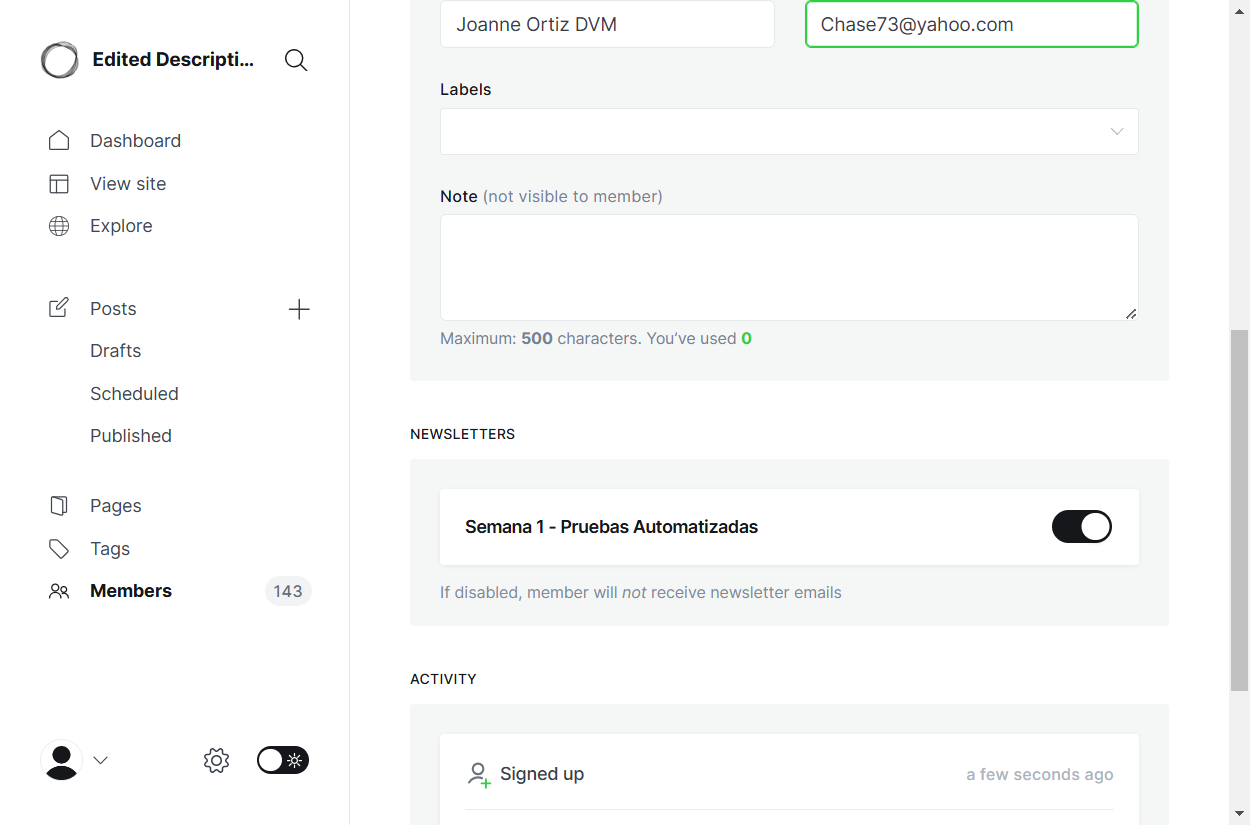 Edited Descripti...
Dashboard
View site
Explore
Posts
Drafts
Scheduled
Published
Pages
Tags
Members 143
Joanne Ortiz DVM Chase73@yahoo.com
Labels
Note (not visible to member)
Maximum: 500 characters. You’ve used 0
NEWSLETTERS
Semana 1 - Pruebas Automatizadas
If disabled, member will not receive newsletter emails
ACTIVITY
Signed up a few seconds ago